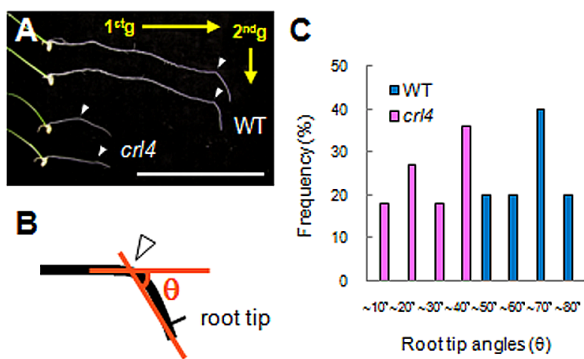 A
1stg
2ndg
WT
crl4
B
θ
root tip
C
WT
crl4
Frequency (%)
50
40
30
20
10
0
~10° ~20° ~30° ~40° ~50° ~60° ~70° ~80°
Root tip angles (θ)